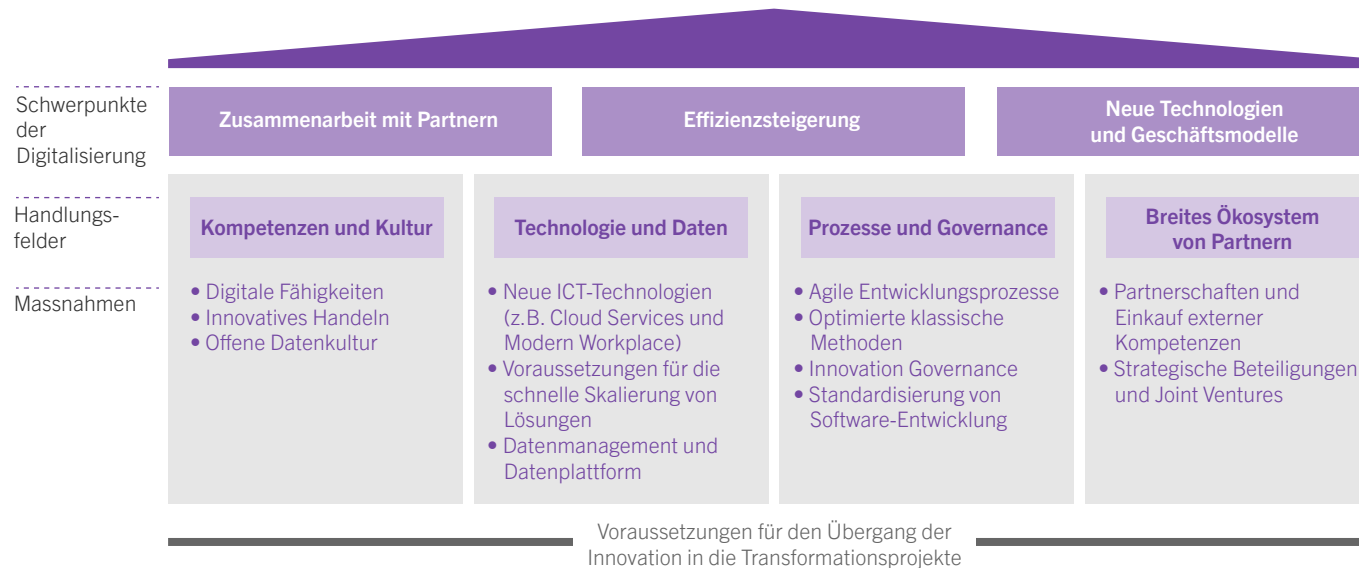 Schwerpunkte
der
Digitalisierung
Zusammenarbeit mit Partnern
Effizienzsteigerung
Neue Technologien
und Geschäftsmodelle
Handlungs-
felder
Kompetenzen und Kultur
Technologie und Daten
Prozesse und Governance
Breites Ökosystem
von Partnern
Massnahmen
• Digitale Fähigkeiten
• Innovatives Handeln
• Offene Datenkultur
• Neue ICT-Technologien
(z.B. Cloud Services und
Modern Workplace)
• Voraussetzungen für die
schnelle Skalierung von
Lösungen
• Datenmanagement und
Datenplattform
• Agile Entwicklungsprozesse
• Optimierte klassische
Methoden
• Innovation Governance
• Standardisierung von
Software-Entwicklung
• Partnerschaften und
Einkauf externer
Kompetenzen
• Strategische Beteiligungen
und Joint Ventures
Voraussetzungen für den Übergang der
Innovation in die Transformationsprojekte